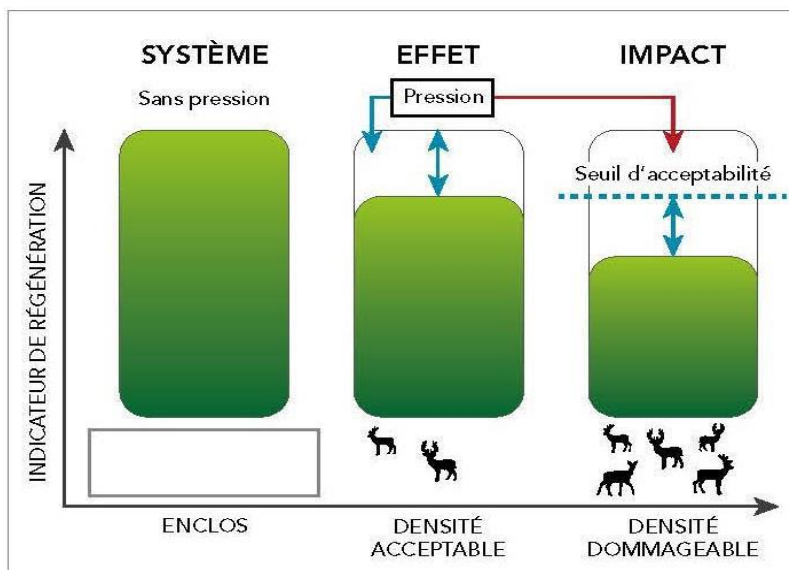 SYSTÈME
EFFET
IMPACT
Sans pression
Pression
Seuil d'acceptabilité
INDICATEUR DE RÉGÉNÉRATION
ENCLOS
DENSITÉ
ACCEPTABLE
DENSITÉ
DOMMAGEABLE